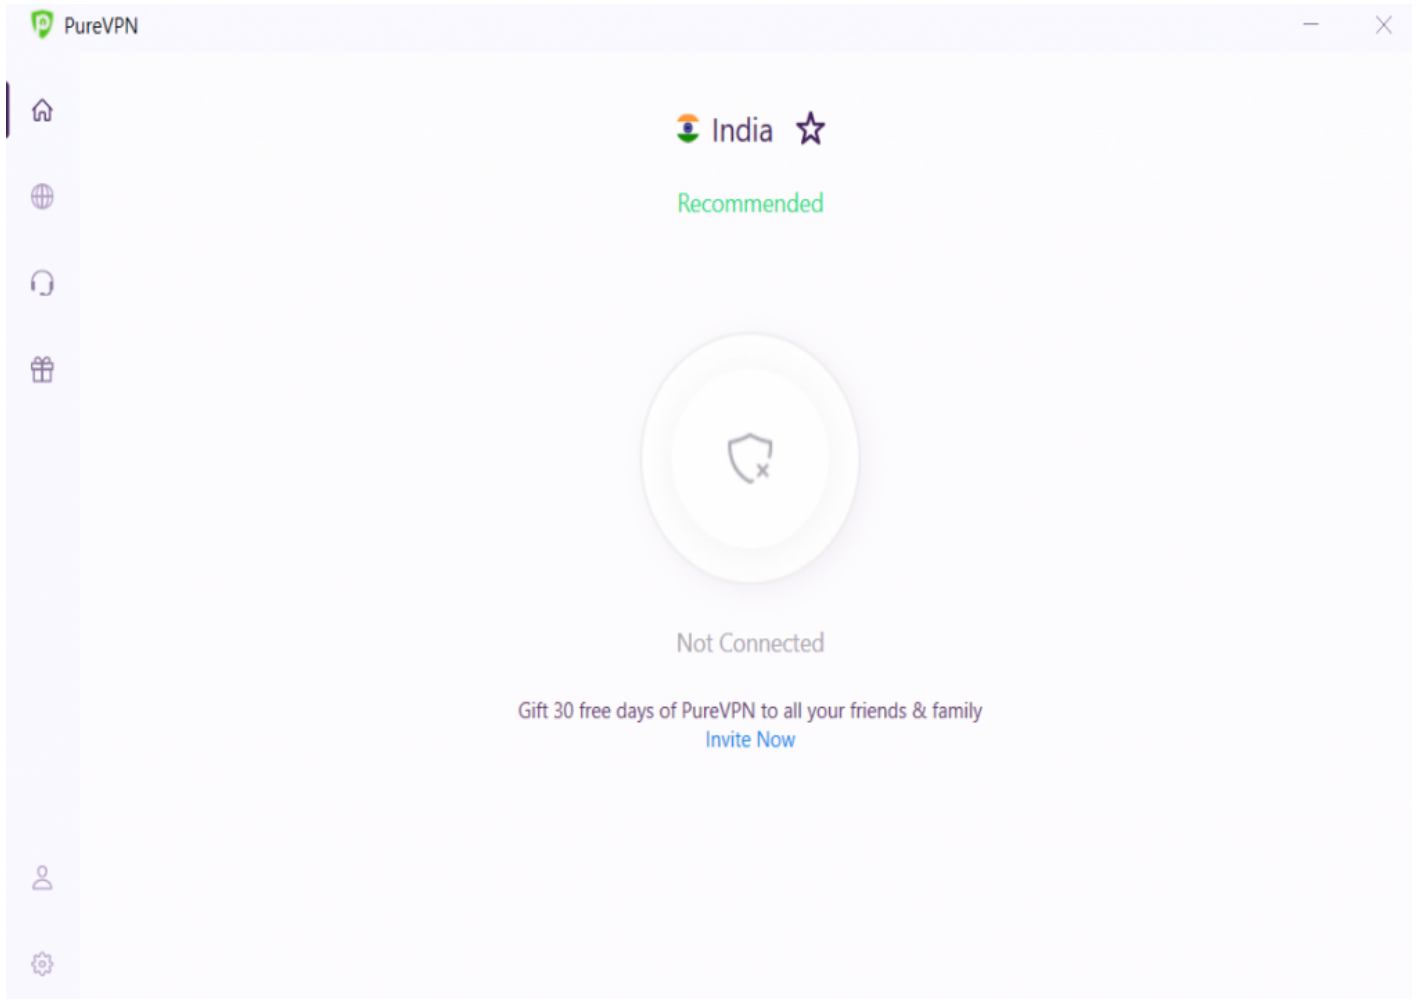 PureVPN
India
Recommended
Not Connected
Gift 30 free days of PureVPN to all your friends & family
Invite Now